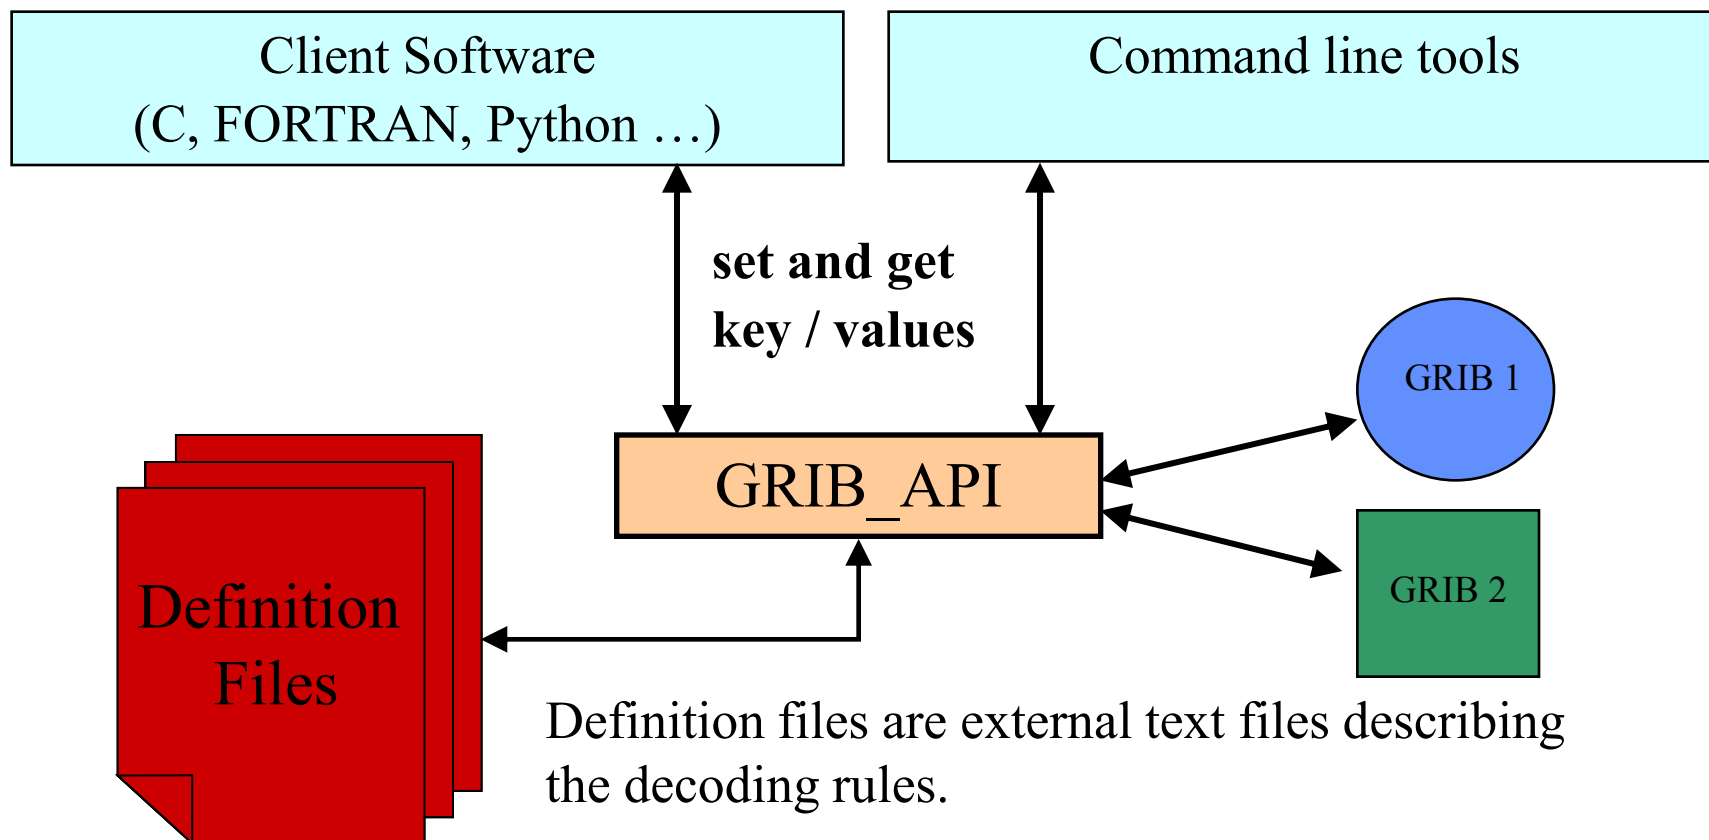 Client Software
(C, FORTRAN, Python …)
Command line tools
set and get
key / values
GRIB 1
GRIB_API
GRIB 2
Definition
Files
Definition files are external text files describing
the decoding rules.